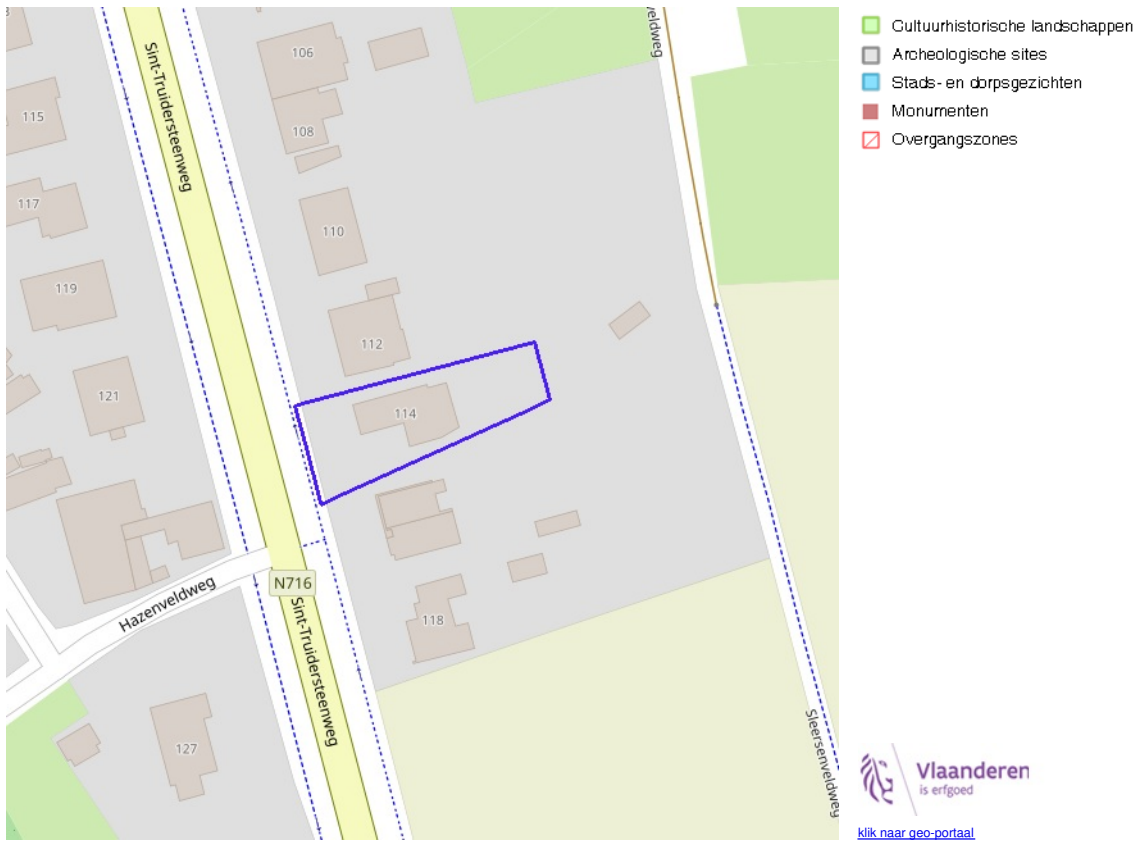 Sint-Truidersteenweg
106
115
108
117
110
119
112
121
114
N716
Hazenveldweg
Sint-Truidersteenweg
118
127
veldweg
Sleersenveldweg
Cultuurhistorische landschappen
Archeologische sites
Stads- en dorpsgezichten
Monumenten
Overgangszones
Vlaanderen
is erfgoed
klik naar geo-portaal